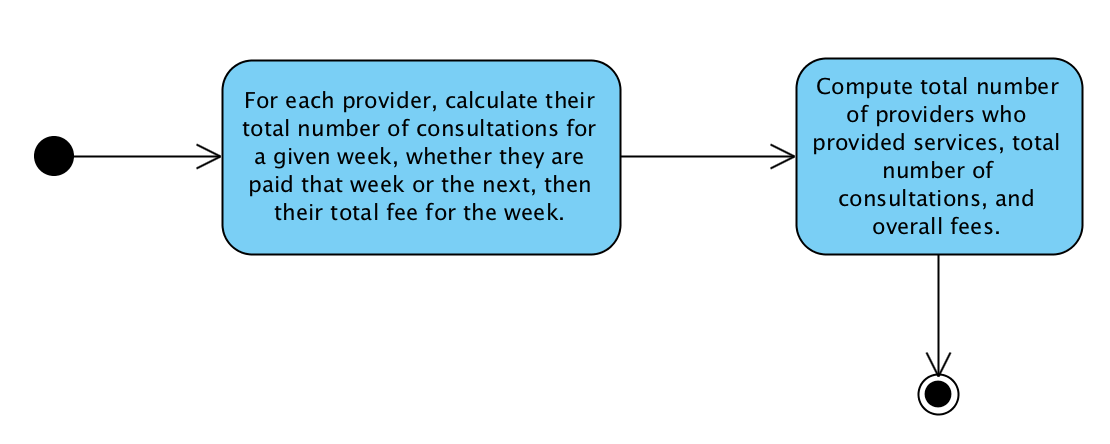 For each provider, calculate their
total number of consultations for
a given week, whether they are
paid that week or the next, then
their total fee for the week.
Compute total number
of providers who
provided services, total
number of
consultations, and
overall fees.